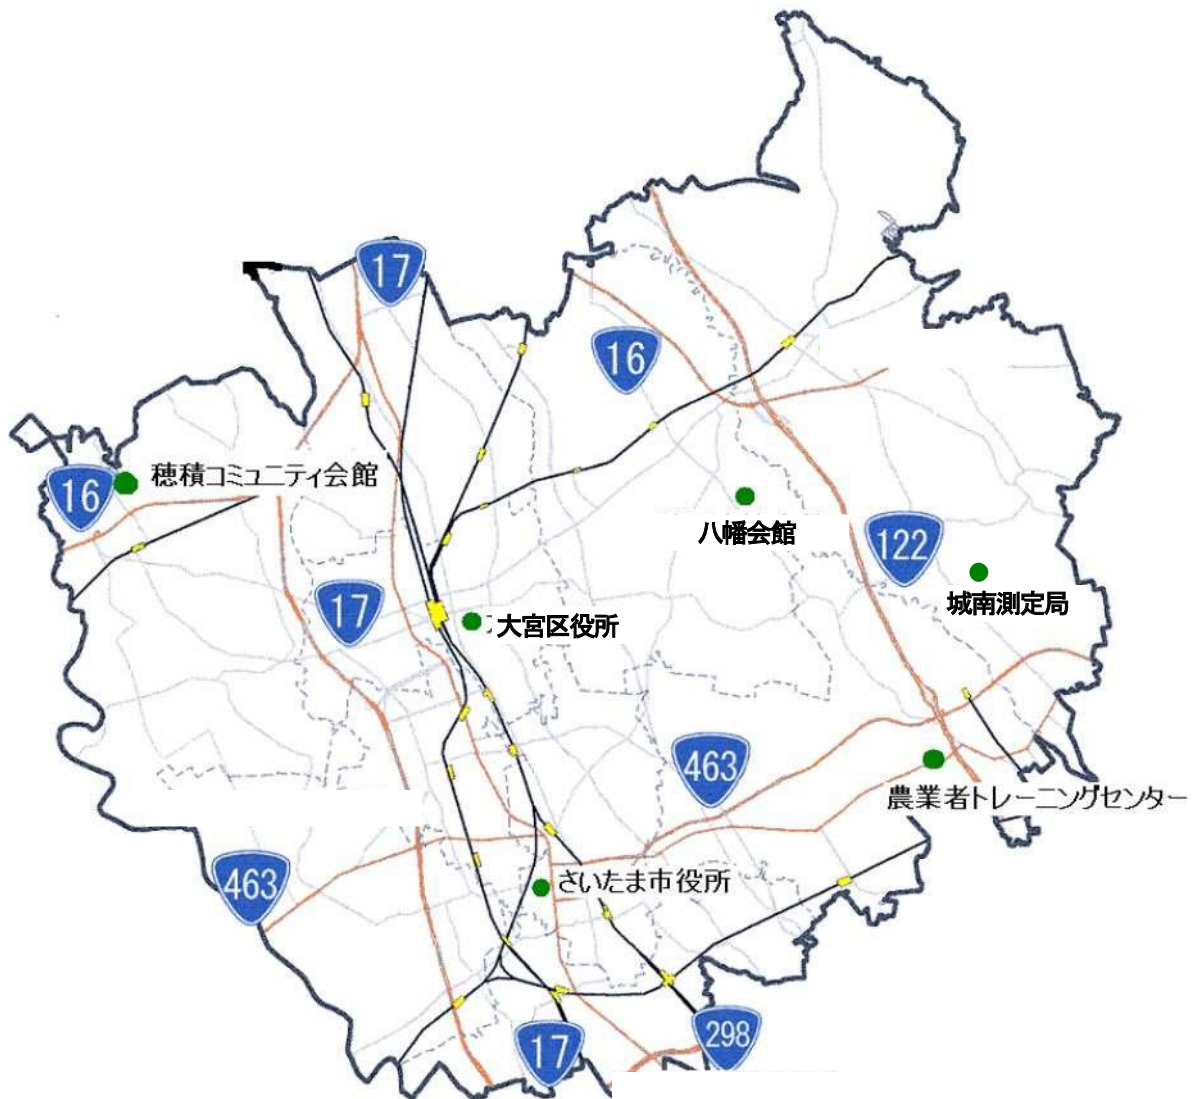 17
16
16
穂積コミュニティ会館
八幡会館
122
17
城南測定局
大宮区役所
463
農業者トレーニングセンター
463
さいたま市役所
17
298